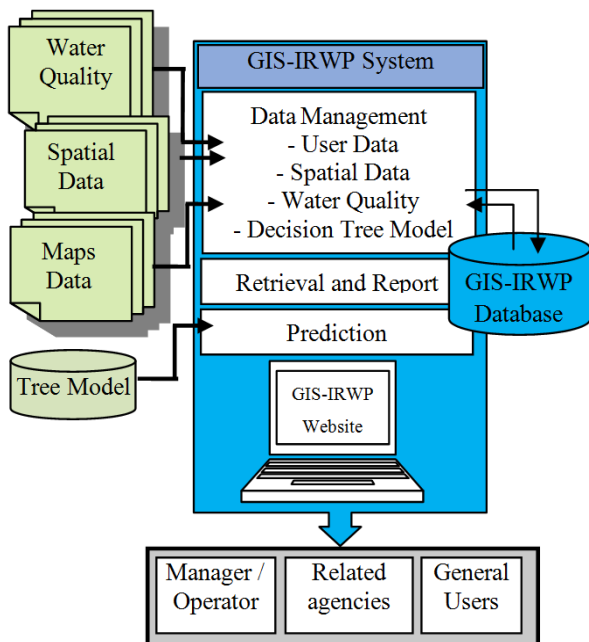 Water
Quality
Spatial
Data
Maps
Data
Tree Model
GIS-IRWP System
Data Management
- User Data
- Spatial Data
- Water Quality
- Decision Tree Model
Retrieval and Report
Prediction
GIS-IRWP
Database
GIS-IRWP
Website
Manager /
Operator
Related
agencies
General
Users